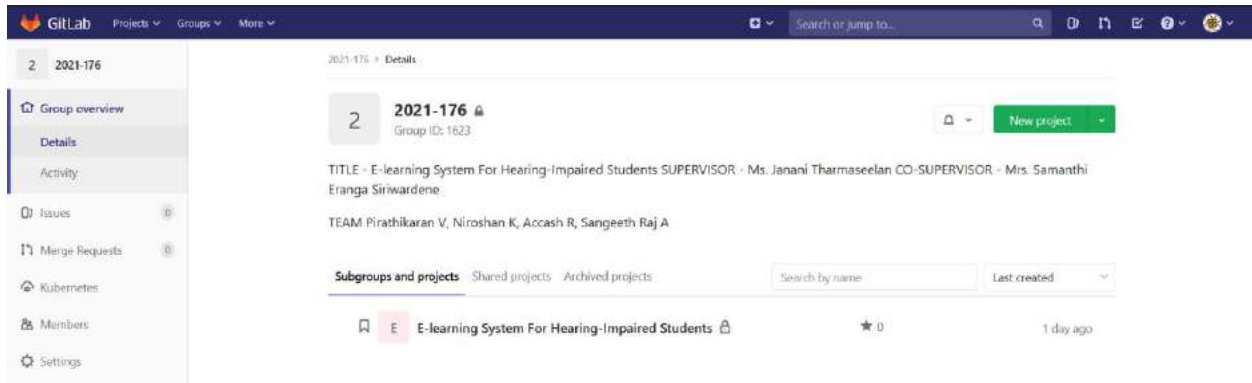 GitLab Projects Groups More Search or jump to...
2 2021-176
Group overview
Details
Activity
Issues 0
Merge Requests 0
Kubernetes
Members
Settings
2021-176 > Details
2
2021-176
Group ID: 1623
New project
TITLE - E-learning System For Hearing-Impaired Students SUPERVISOR - Ms. Janani Tharmaseelan CO-SUPERVISOR - Mrs. Samanthi
Eranga Siriwardene
TEAM Pirathikaran V, Niroshan K, Accash R, Sangeeth Raj A
Subgroups and projects Shared projects Archived projects Search by name Last created
E E-learning System For Hearing-Impaired Students 0 1 day ago